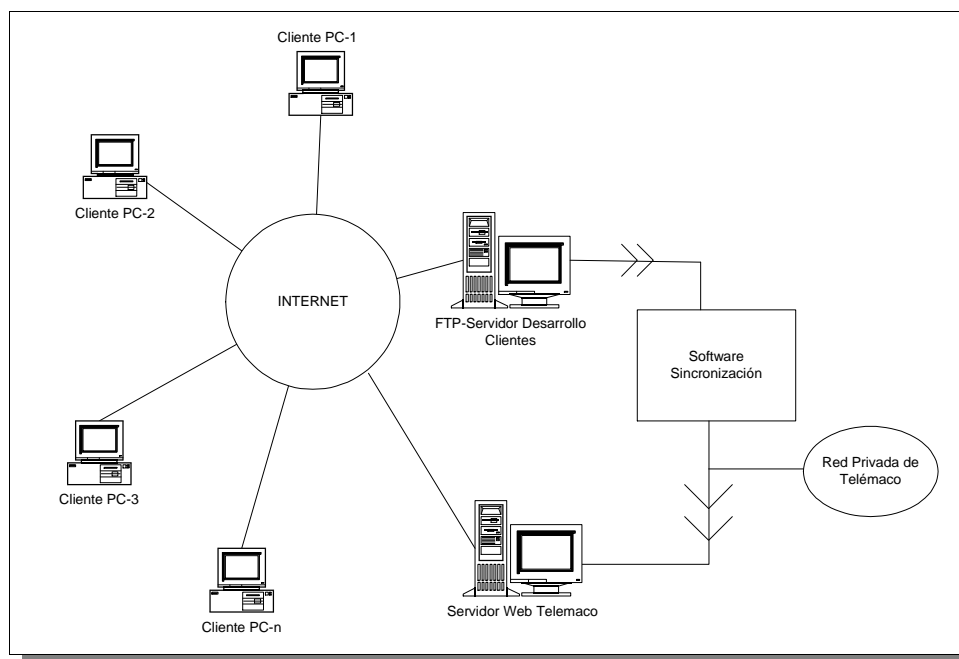 Cliente PC-1
Cliente PC-2
INTERNET
FTP-Servidor Desarrollo
Clientes
Software
Sincronización
Red Privada de
Telémaco
Cliente PC-3
Servidor Web Telemaco
Cliente PC-n